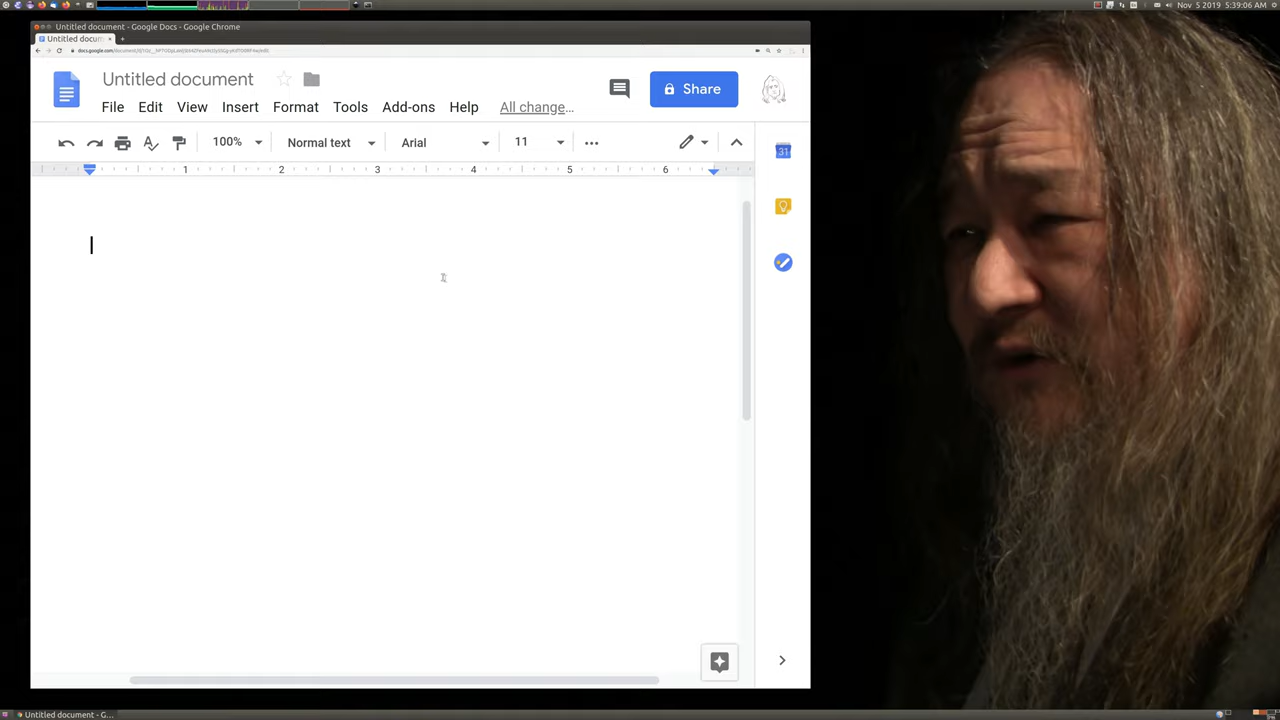 Nov 5 2019 5:39:06 AM
Untitled document - Google Docs - Google Chrome
Untitled docum
Untitled document
Share
File Edit View Insert Format Tools Add-ons Help All change...
100% Normal text Arial 11
1 2 3 4 5 6
31
Untitled document - G...